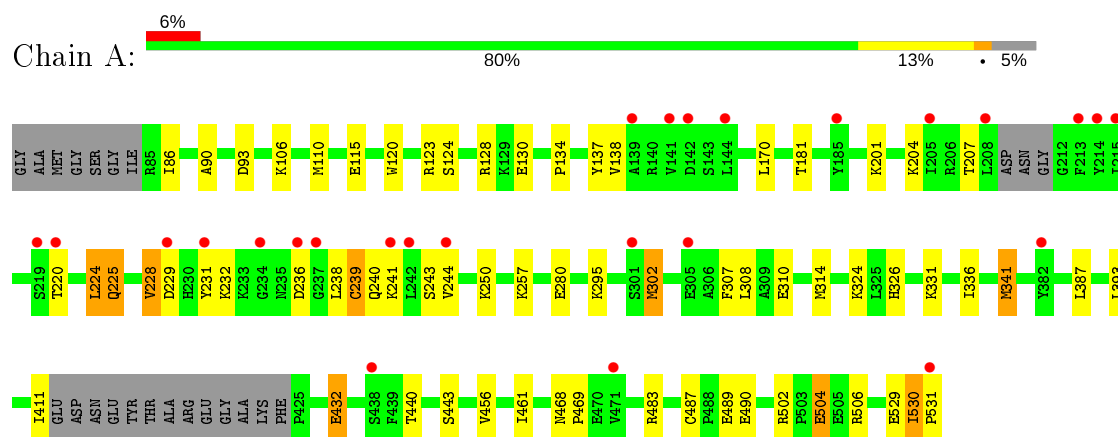 6%
Chain A:
80% 13% • 5%
GLY ALA MET GLY SER GLY ILE R85 I86 A90 D93 K106 M110 E115 W120 R123 S124 R128 K129 E130 P134 Y137 V138 A139 R140 V141 D142 S143 L144 L170 T181 Y185 K201 K204 I205 R206 T207 L208 ASP ASN GLY G212 F213 Y214
S219 T220 L224 Q225 V228 D229 H230 Y231 K232 K233 G234 N235 D236 G237 L238 C239 Q240 K241 L242 S243 V244 K250 K257 E280 K295 S301 M302 E305 A306 F307 L308 A309 E310 M314 K324 L325 H326 K331 I336 M341 Y382 L387
I411 GLU ASP ASN GLU TYR THR ALA ARG GLU GLY ALA LYS PHE P425 E432 S438 F439 T440 S443 V456 I461 N468 P469 E470 V471 R483 C487 P488 E489 E490 R502 P503 E504 E505 R506 E529 I530 P531